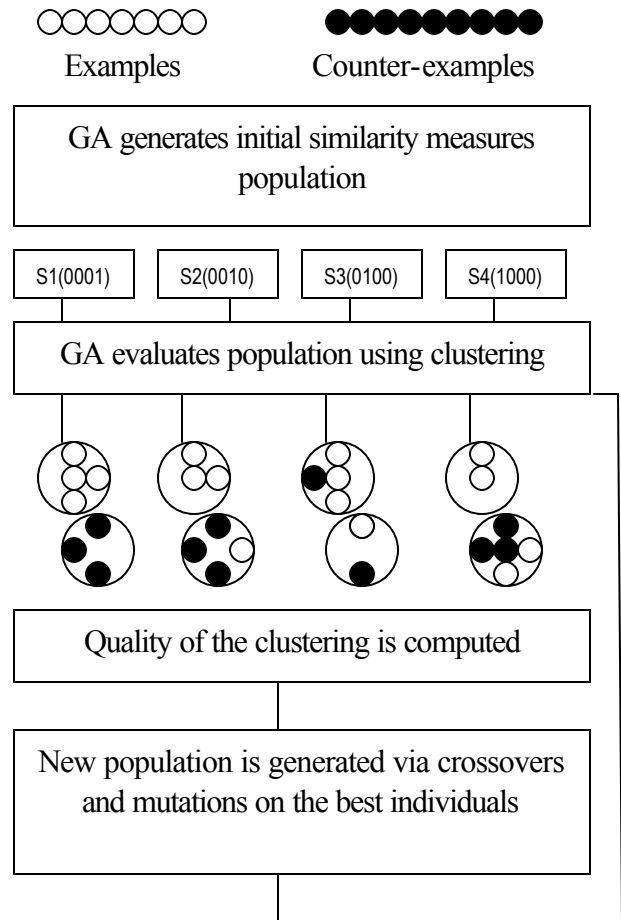 Examples
Counter-examples
GA generates initial similarity measures
population
S1(0001)
S2(0010)
S3(0100)
S4(1000)
GA evaluates population using clustering
Quality of the clustering is computed
New population is generated via crossovers
and mutations on the best individuals